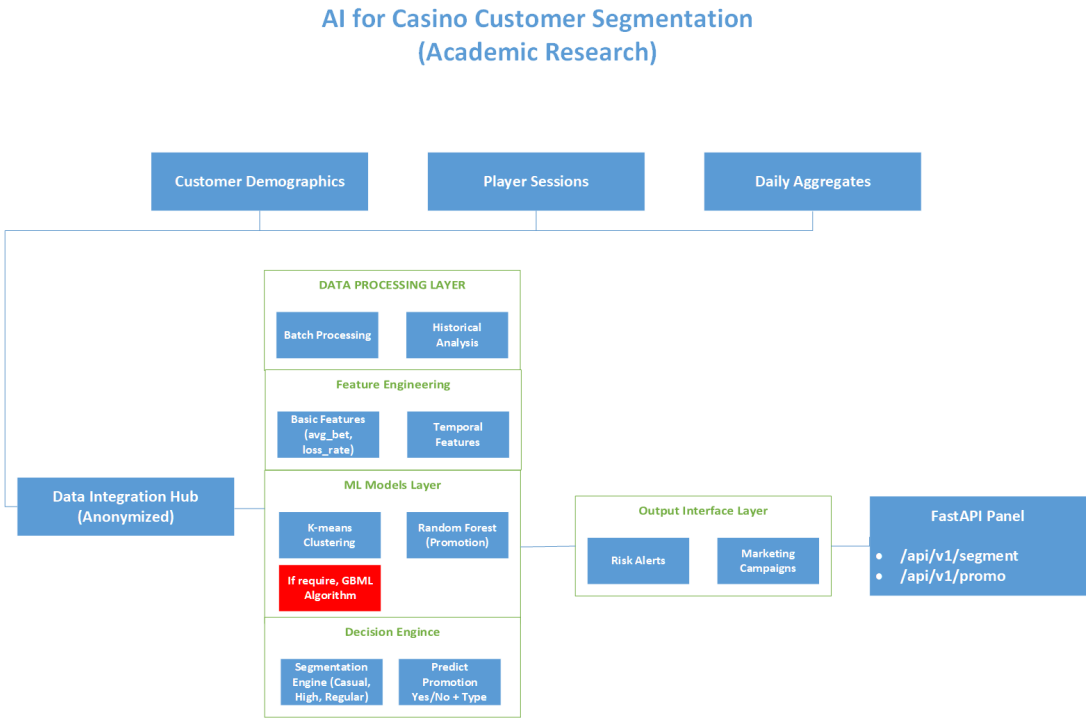 AI for Casino Customer Segmentation
(Academic Research)
Customer Demographics
Player Sessions
Daily Aggregates
DATA PROCESSING LAYER
Batch Processing
Historical
Analysis
Feature Engineering
Basic Features
(avg_bet,
loss_rate)
Temporal
Features
Data Integration Hub
(Anonymized)
ML Models Layer
K-means
Clustering
Random Forest
(Promotion)
If require, GBML
Algorithm
Decision Engince
Segmentation
Engine (Casual,
High, Regular)
Predict
Promotion
Yes/No + Type
Output Interface Layer
Risk Alerts
Marketing
Campaigns
FastAPI Panel
• /api/v1/segment
• /api/v1/promo